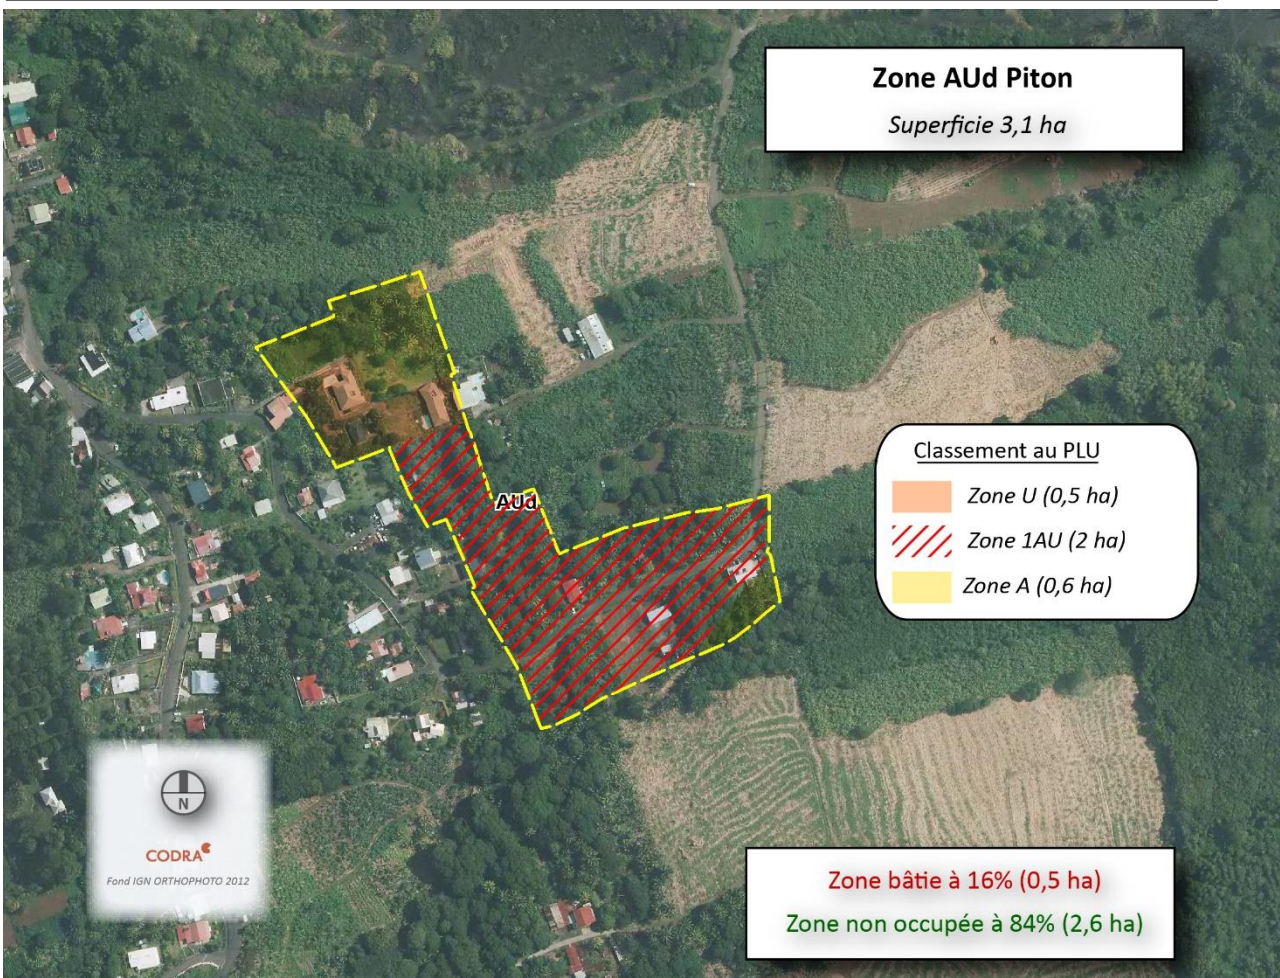 Zone AUd Piton
Superficie 3,1 ha
AUd
Classement au PLU
Zone U (0,5 ha)
Zone 1AU (2 ha)
Zone A (0,6 ha)
N
CODRA
Fond IGN ORTHOPHOTO 2012
Zone bâtie à 16% (0,5 ha)
Zone non occupée à 84% (2,6 ha)